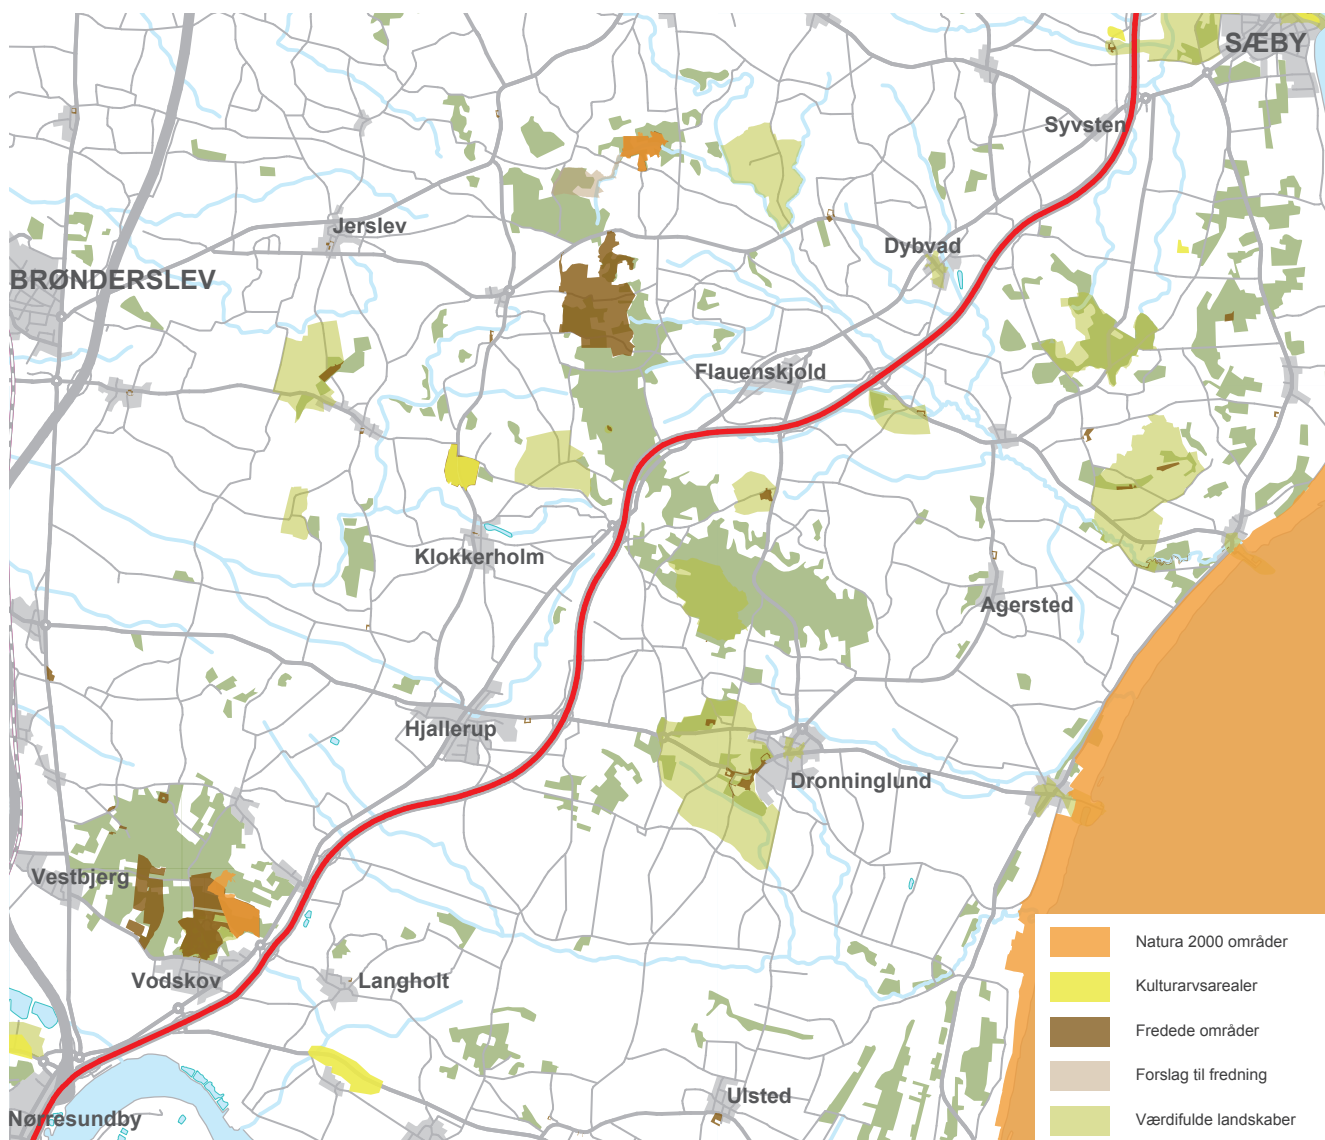 SÆBY
Syvsten
Jerslev
Dybvad
BRØNDERSLEV
Flauenskjold
Klokkerholm
Agersted
Hjallerup
Dronninglund
Vestbjerg
Vodskov
Langholt
Ulsted
Nørresundby
Natura 2000 områder
Kulturarvsarealer
Fredede områder
Forslag til fredning
Værdifulde landskaber